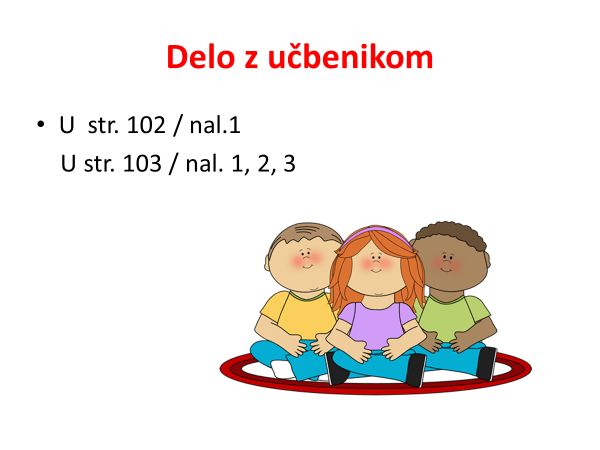 Delo z učbenikom
• U str. 102 / nal.1
U str. 103 / nal. 1, 2, 3